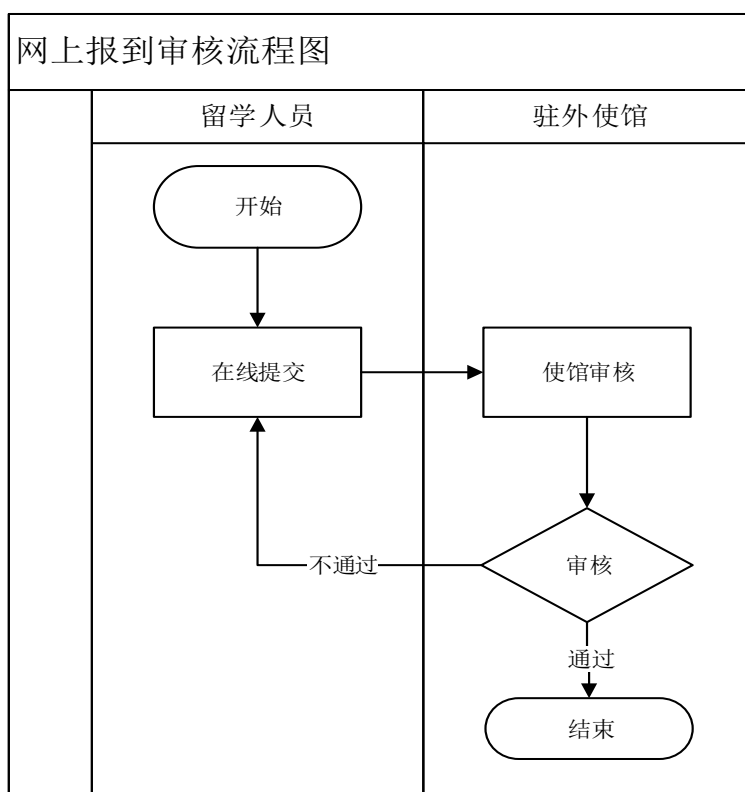 网上报到审核流程图
留学人员
驻外使馆
开始
在线提交
使馆审核
不通过
审核
通过
结束